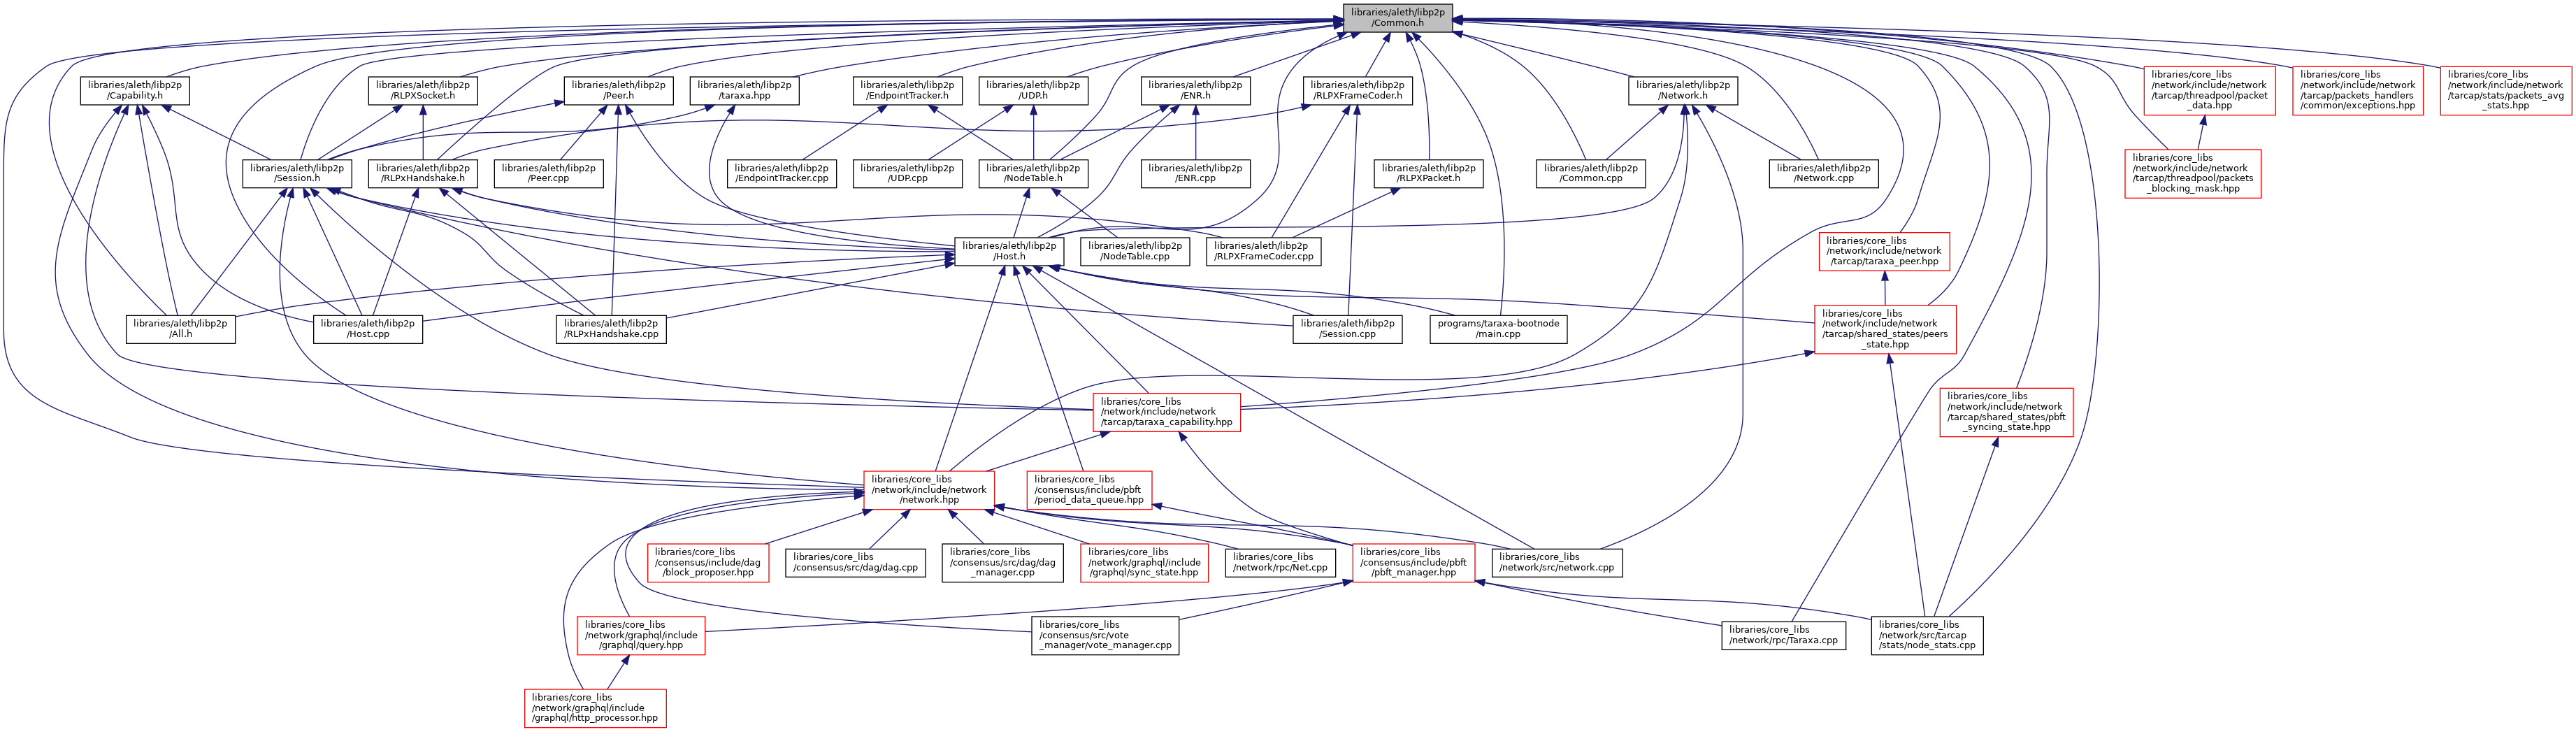 libraries/aleth/libp2p
/Common.h
libraries/aleth/libp2p
/Capability.h
libraries/aleth/libp2p
/RLPXSocket.h
libraries/aleth/libp2p
/Peer.h
libraries/aleth/libp2p
/taraxa.hpp
libraries/aleth/libp2p
/EndpointTracker.h
libraries/aleth/libp2p
/UDP.h
libraries/aleth/libp2p
/ENR.h
libraries/aleth/libp2p
/RLPXFrameCoder.h
libraries/aleth/libp2p
/Network.h
libraries/core_libs
/network/include/network
/tarcap/threadpool/packet
_data.hpp
libraries/core_libs
/network/include/network
/tarcap/packets_handlers
/common/exceptions.hpp
libraries/core_libs
/network/include/network
/tarcap/stats/packets_avg
_stats.hpp
libraries/aleth/libp2p
/Session.h
libraries/aleth/libp2p
/RLPxHandshake.h
libraries/aleth/libp2p
/Peer.cpp
libraries/aleth/libp2p
/EndpointTracker.cpp
libraries/aleth/libp2p
/UDP.cpp
libraries/aleth/libp2p
/NodeTable.h
libraries/aleth/libp2p
/ENR.cpp
libraries/aleth/libp2p
/RLPXPacket.h
libraries/aleth/libp2p
/Common.cpp
libraries/aleth/libp2p
/Network.cpp
libraries/core_libs
/network/include/network
/tarcap/threadpool/packets
_blocking_mask.hpp
libraries/aleth/libp2p
/Host.h
libraries/aleth/libp2p
/NodeTable.cpp
libraries/aleth/libp2p
/RLPXFrameCoder.cpp
libraries/core_libs
/network/include/network
/tarcap/taraxa_peer.hpp
libraries/aleth/libp2p
/All.h
libraries/aleth/libp2p
/Host.cpp
libraries/aleth/libp2p
/RLPxHandshake.cpp
libraries/aleth/libp2p
/Session.cpp
programs/taraxa-bootnode
/main.cpp
libraries/core_libs
/network/include/network
/tarcap/shared_states/peers
_state.hpp
libraries/core_libs
/network/include/network
/tarcap/taraxa_capability.hpp
libraries/core_libs
/network/include/network
/tarcap/shared_states/pbft
_syncing_state.hpp
libraries/core_libs
/network/include/network
/network.hpp
libraries/core_libs
/consensus/include/pbft
/period_data_queue.hpp
libraries/core_libs
/consensus/include/dag
/block_proposer.hpp
libraries/core_libs
/consensus/src/dag/dag.cpp
libraries/core_libs
/consensus/src/dag/dag
_manager.cpp
libraries/core_libs
/network/graphql/include
/graphql/sync_state.hpp
libraries/core_libs
/network/rpc/Net.cpp
libraries/core_libs
/consensus/include/pbft
/pbft_manager.hpp
libraries/core_libs
/network/src/network.cpp
libraries/core_libs
/network/graphql/include
/graphql/query.hpp
libraries/core_libs
/consensus/src/vote
_manager/vote_manager.cpp
libraries/core_libs
/network/rpc/Taraxa.cpp
libraries/core_libs
/network/src/tarcap
/stats/node_stats.cpp
libraries/core_libs
/network/graphql/include
/graphql/http_processor.hpp